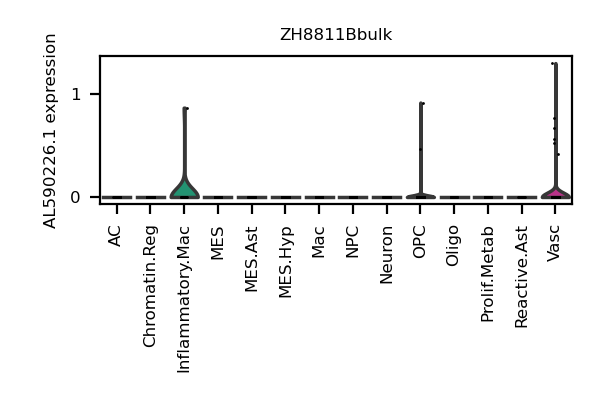 ZH8811Bbulk
AL590226.1 expression
1
0
AC
Chromatin.Reg
Inflammatory.Mac
MES
MES.Ast
MES.Hyp
Mac
NPC
Neuron
OPC
Oligo
Prolif.Metab
Reactive.Ast
Vasc